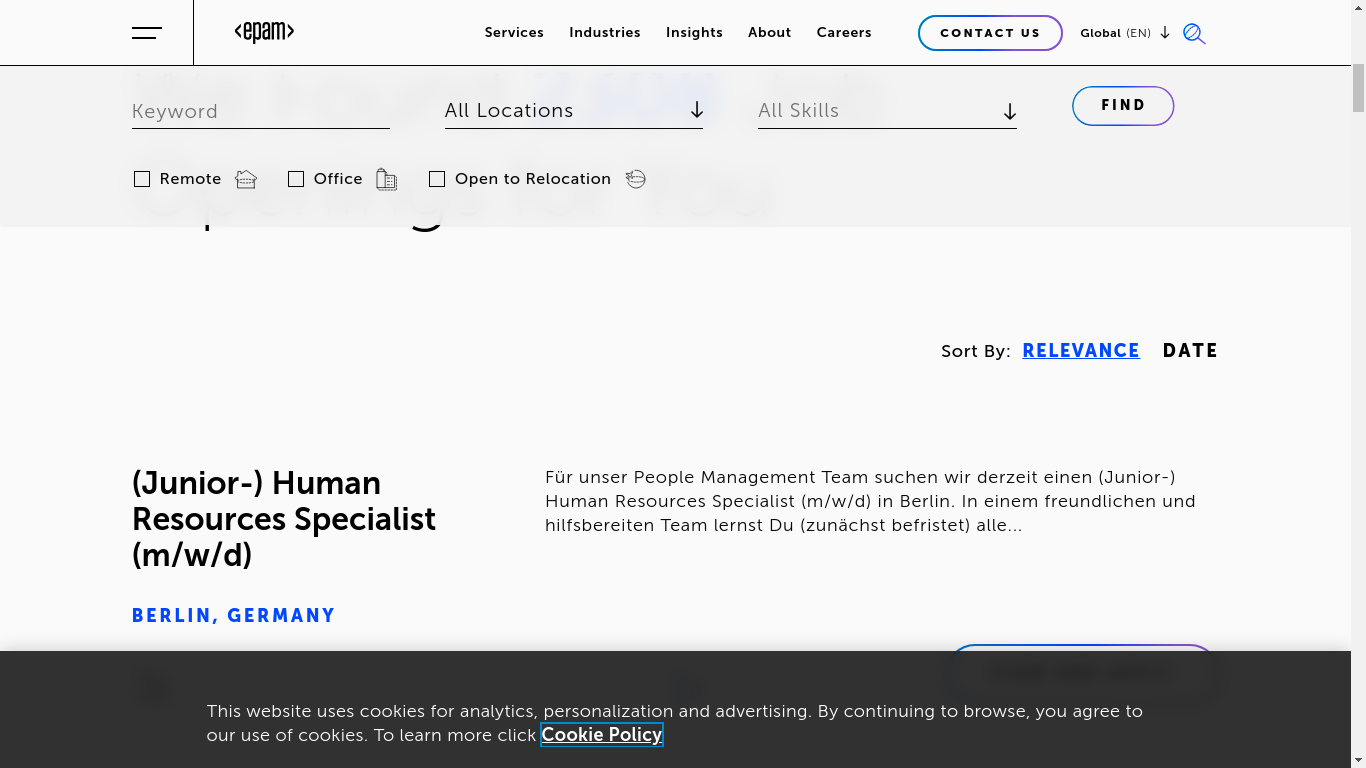 <epam>
Services Industries Insights About Careers
CONTACT US
Global (EN)
Keyword
All Locations
All Skills
FIND
Remote
Office
Open to Relocation
Openings for You
Sort By: RELEVANCE DATE
(Junior-) Human
Resources Specialist
(m/w/d)
BERLIN, GERMANY
Für unser People Management Team suchen wir derzeit einen (Junior-)
Human Resources Specialist (m/w/d) in Berlin. In einem freundlichen und
hilfsbereiten Team lernst Du (zunächst befristet) alle...
This website uses cookies for analytics, personalization and advertising. By continuing to browse, you agree to
our use of cookies. To learn more click Cookie Policy